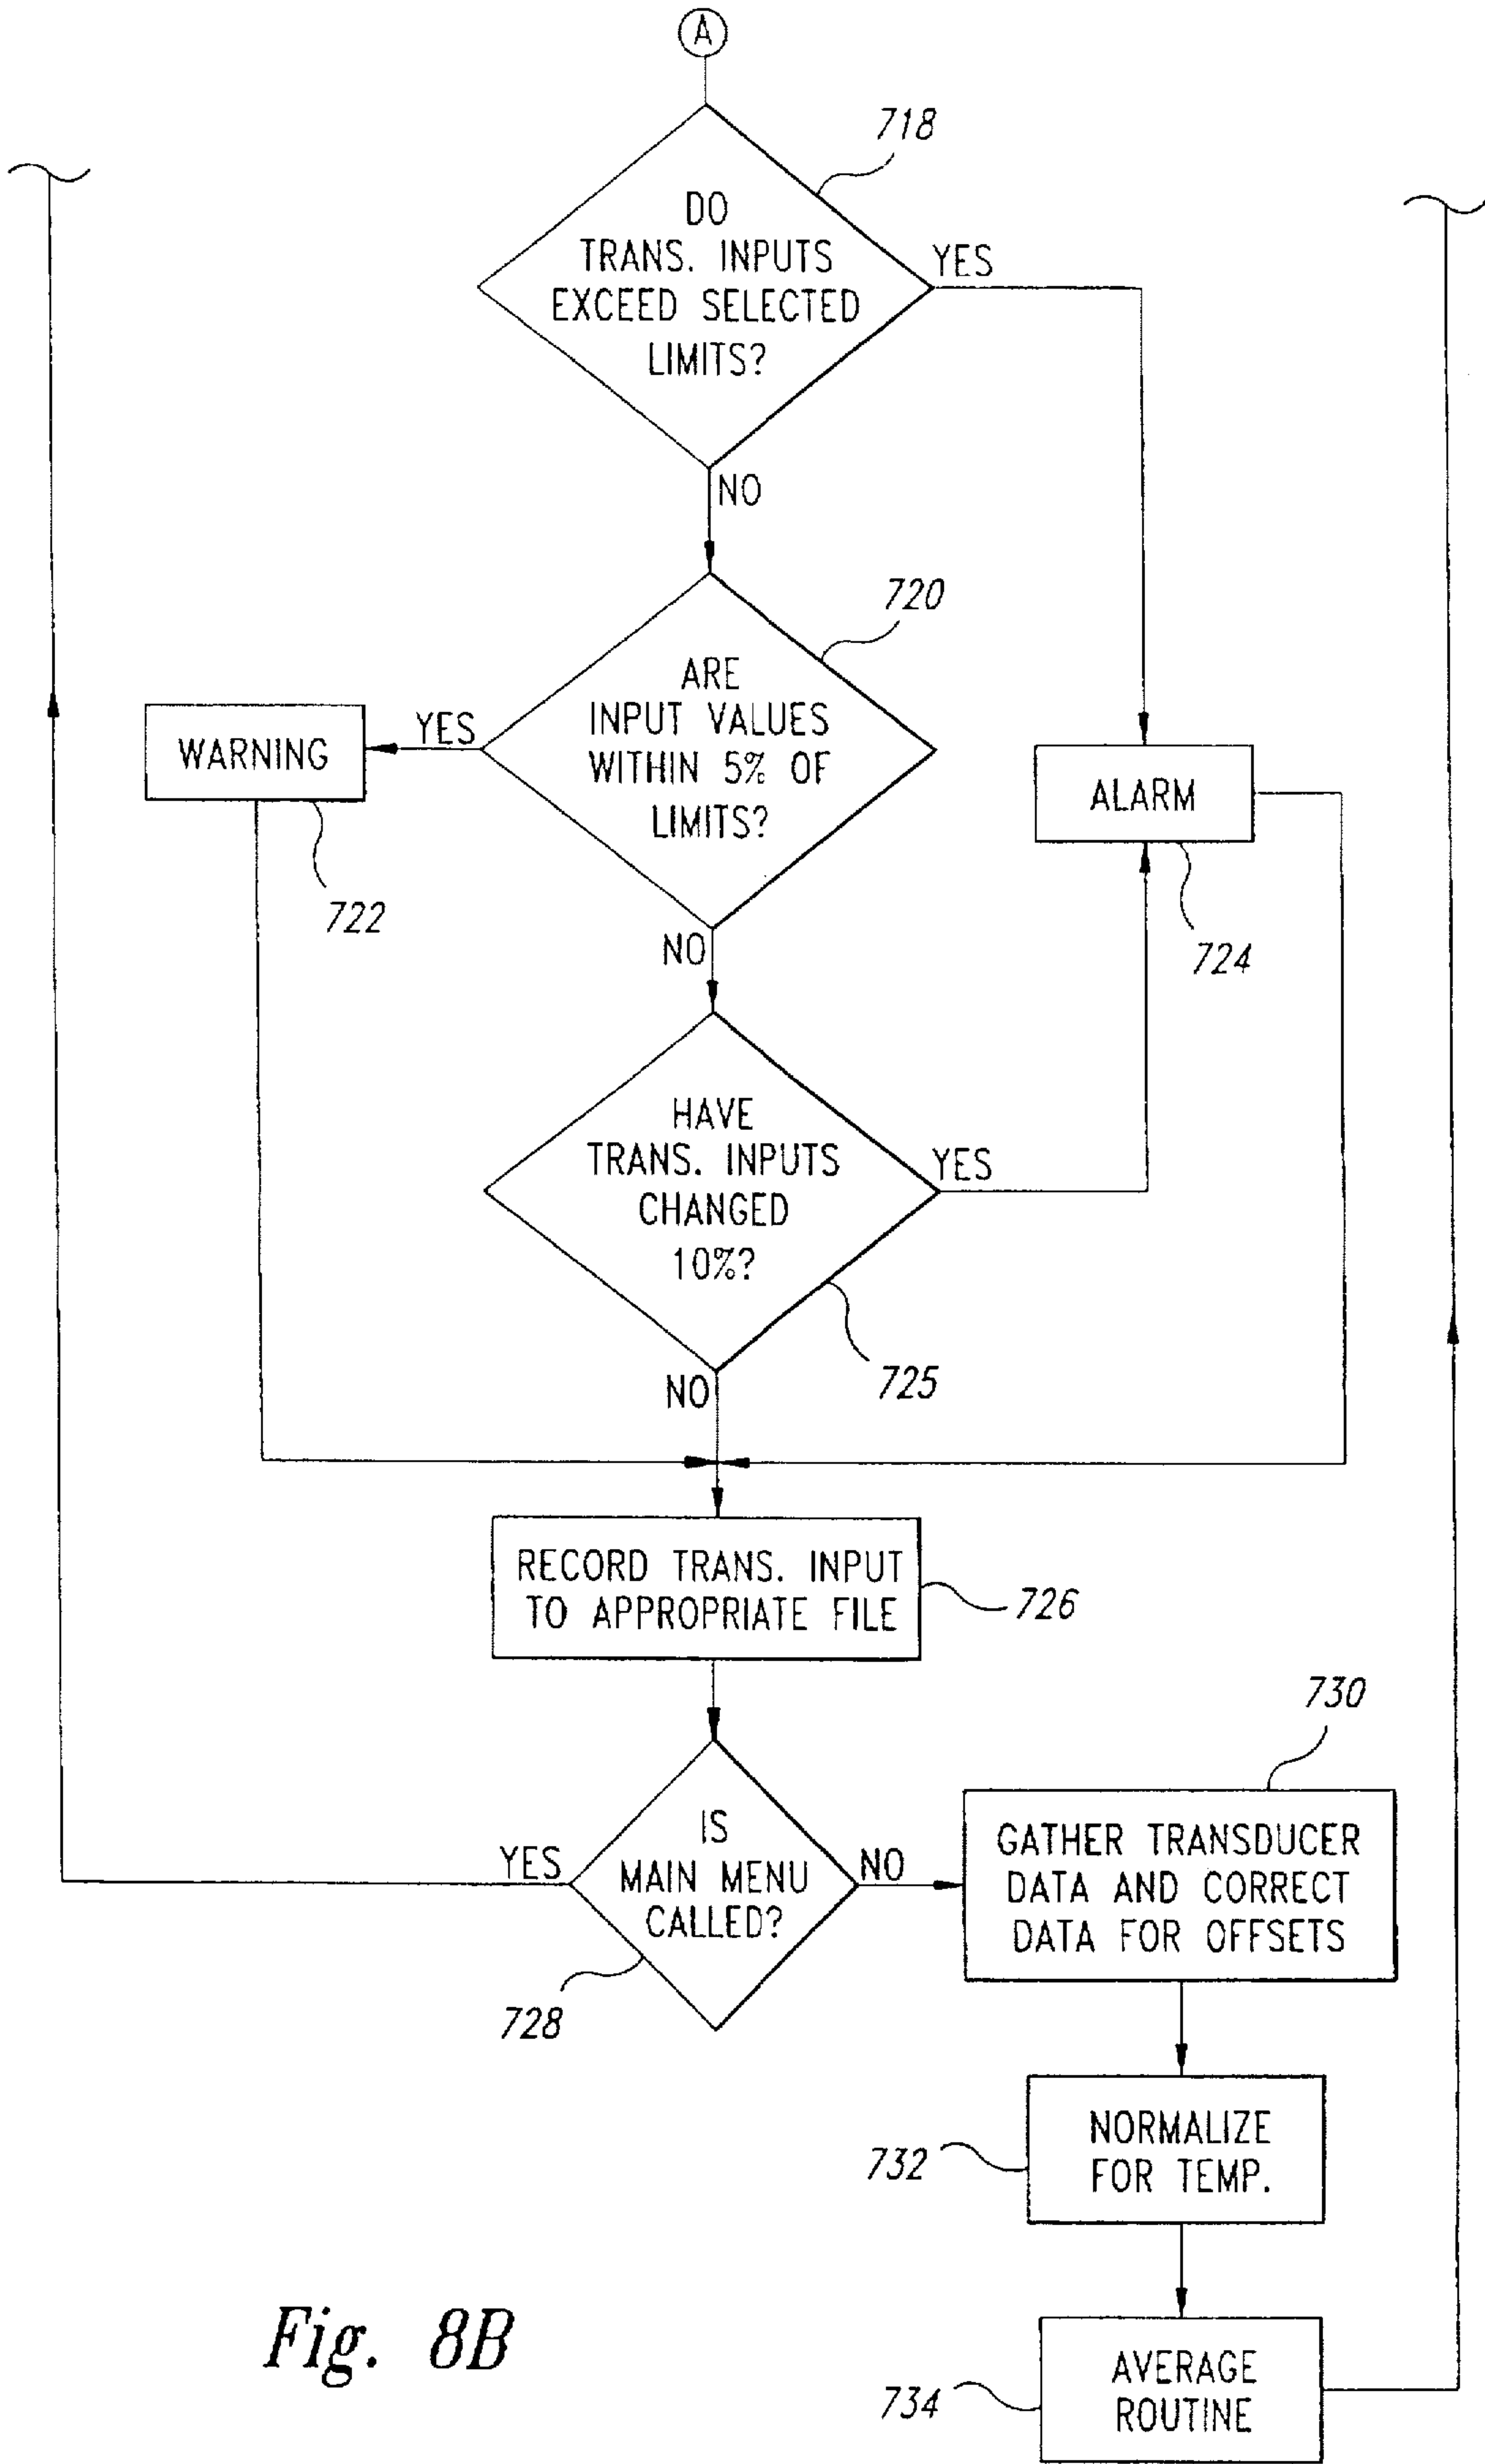 A
718
DO
TRANS. INPUTS
EXCEED SELECTED
LIMITS?
YES
NO
720
ARE
INPUT VALUES
WITHIN 5% OF
LIMITS?
YES
WARNING
722
ALARM
724
NO
HAVE
TRANS. INPUTS
CHANGED
10%?
YES
725
NO
RECORD TRANS. INPUT
TO APPROPRIATE FILE
726
IS
MAIN MENU
CALLED?
YES
NO
728
730
GATHER TRANSDUCER
DATA AND CORRECT
DATA FOR OFFSETS
NORMALIZE
FOR TEMP.
732
AVERAGE
ROUTINE
734
Fig. 8B